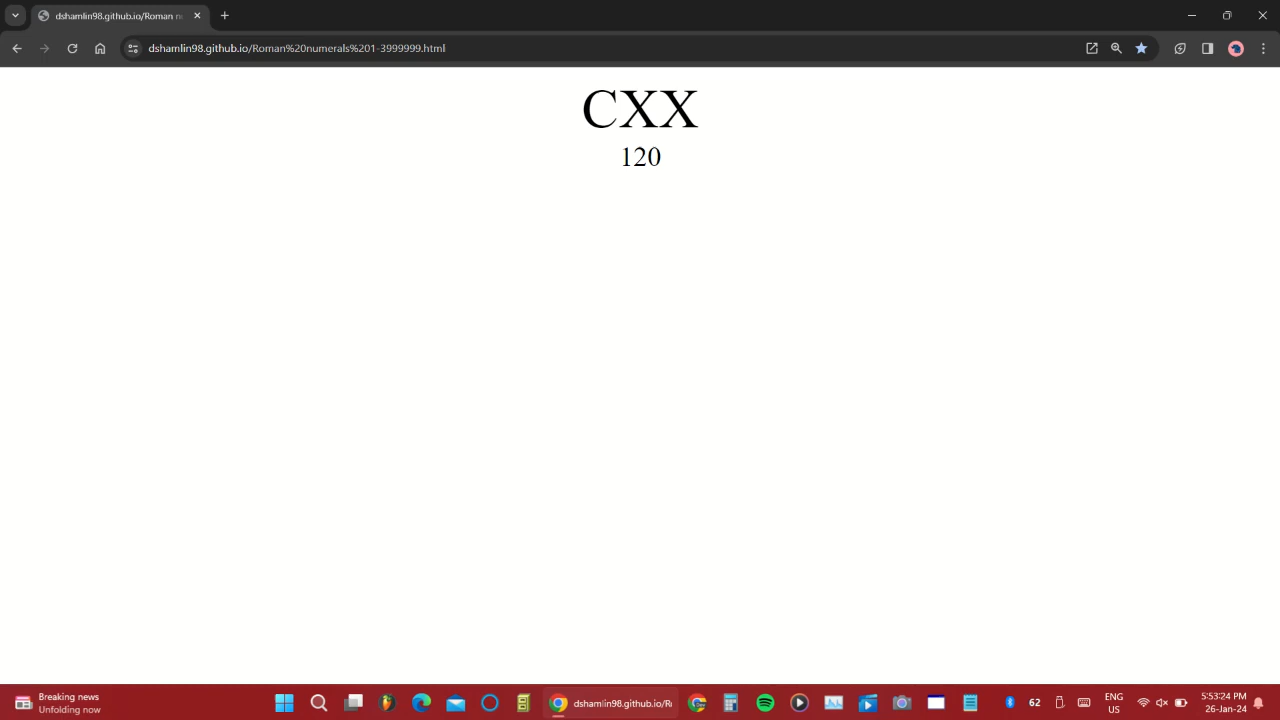 dshamlin98.github.io/Roman n
dshamlin98.github.io/Roman%20numerals%201-3999999.html
CXX
120
Breaking news
Unfolding now
dshamlin98.github.io/R
62
ENG
US
5:53:24 PM
26-Jan-24